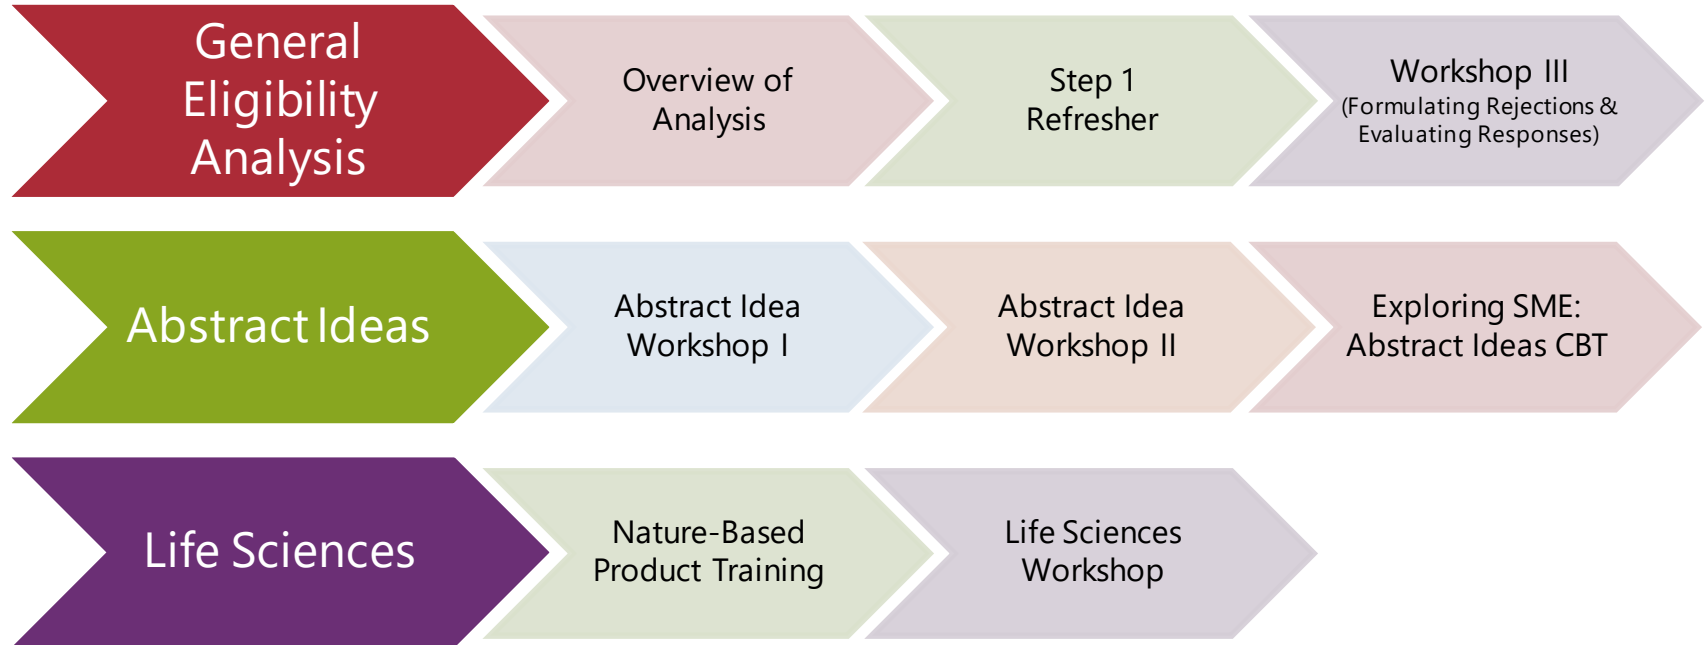 General
Eligibility
Analysis
Overview of
Analysis
Step 1
Refresher
Workshop III
(Formulating Rejections &
Evaluating Responses)
Abstract Ideas
Abstract Idea
Workshop I
Abstract Idea
Workshop II
Exploring SME:
Abstract Ideas CBT
Life Sciences
Nature-Based
Product Training
Life Sciences
Workshop